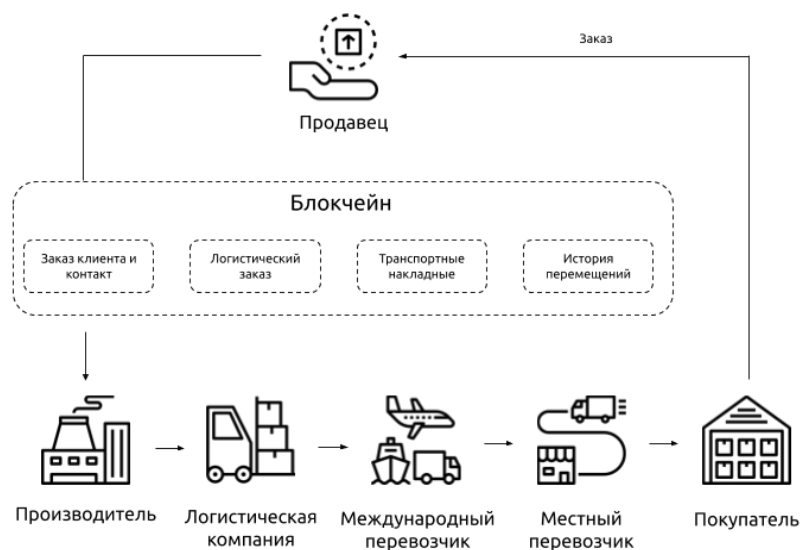 Заказ
Продавец
Блокчейн
Заказ клиента и
контакт
Логистический
заказ
Транспортные
накладные
История
перемещений
Производитель
Логистическая
компания
Международный
перевозчик
Местный
перевозчик
Покупатель